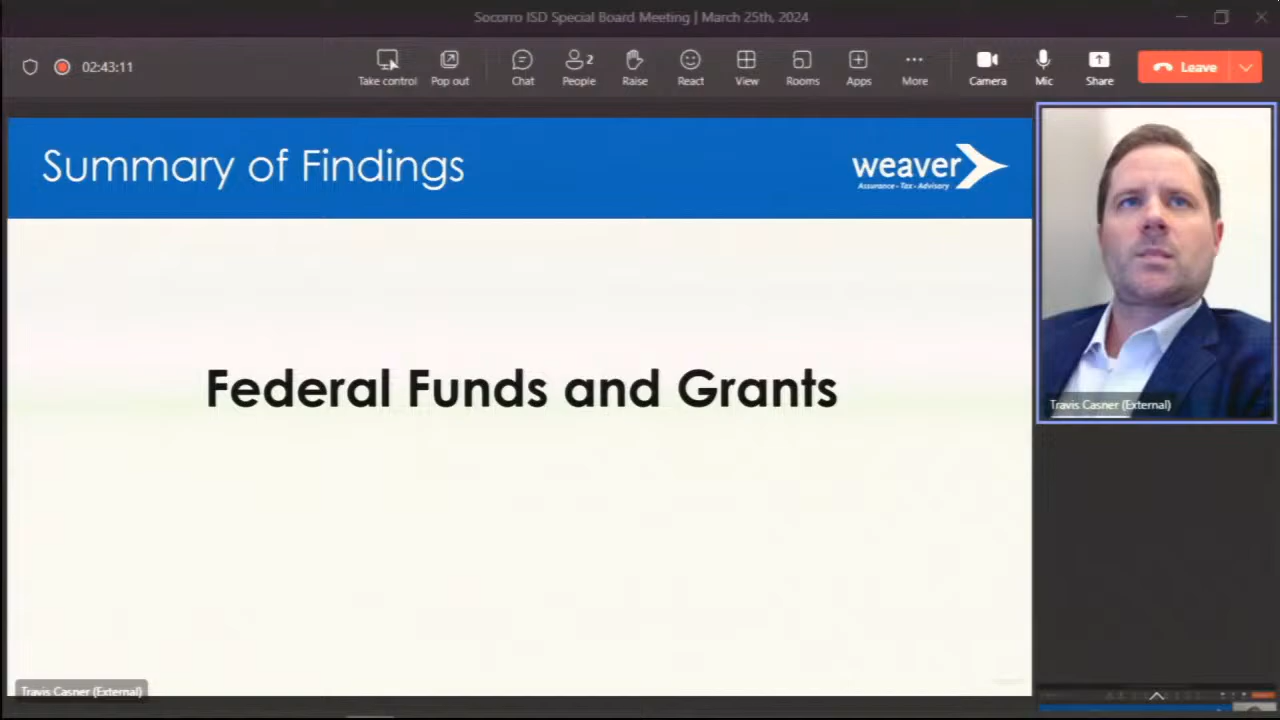 Socorro ISD Special Board Meeting | March 25th, 2024
02:43:11
Take control
Pop out
Chat
2
People
Raise
React
View
Rooms
Apps
More
Camera
Mic
Share
Leave
Summary of Findings
weaver
Assurance • Tax • Advisory
Federal Funds and Grants
Travis Casner (External)
Travis Casner (External)